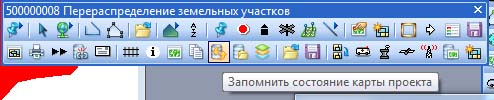 500000008 Перераспределение земельных участков
Запомнить состояние карты проекта